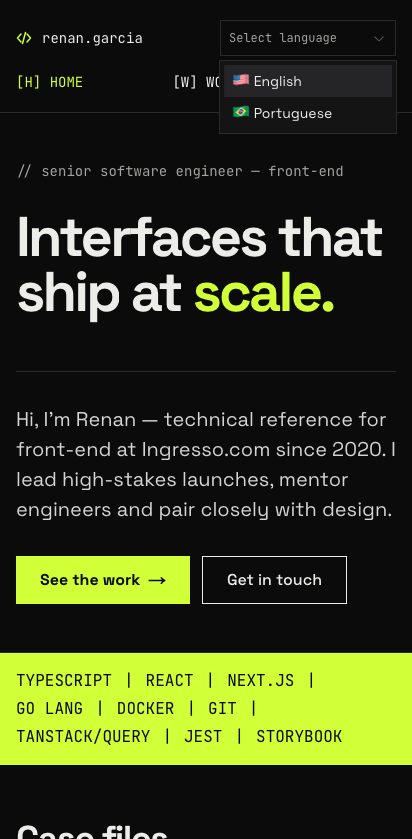 </> renan.garcia
Select language
[H] HOME
[W] WO
English
Portuguese
// senior software engineer — front-end
Interfaces that
ship at scale.
Hi, I’m Renan — technical reference for
front-end at Ingresso.com since 2020. I
lead high-stakes launches, mentor
engineers and pair closely with design.
See the work →
Get in touch
TYPESCRIPT | REACT | NEXT.JS |
GO LANG | DOCKER | GIT |
TANSTACK/QUERY | JEST | STORYBOOK
Case files